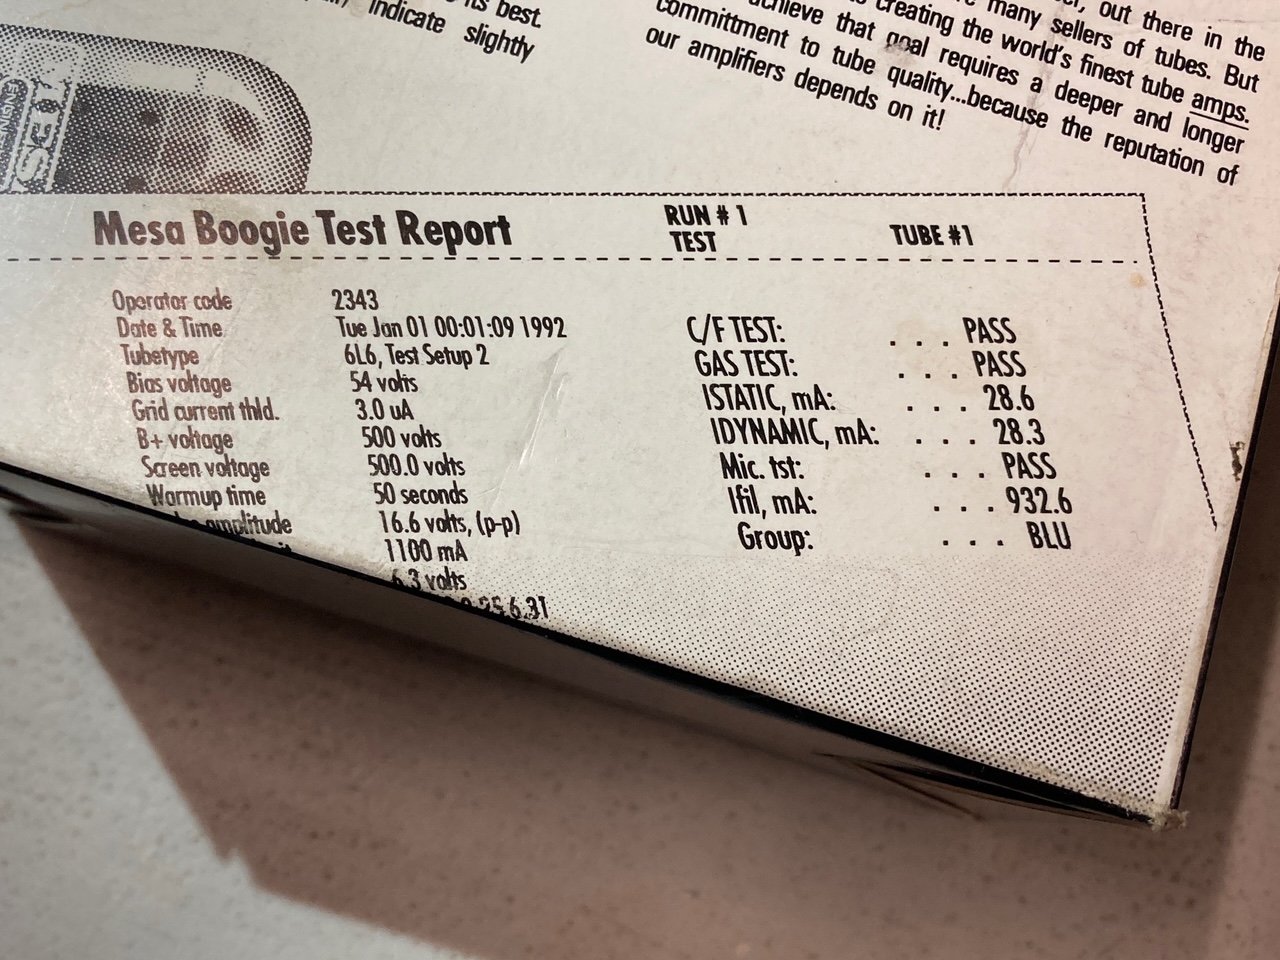 its best.
indicate slightly
out there in the
many sellers of tubes. But
creating the world's finest tube amps.
achieve that goal requires a deeper and longer
committment to tube quality...because the reputation of
our amplifiers depends on it!
Mesa Boogie Test Report
RUN # 1
TEST
TUBE #1
Operator code 2343
Date & Time Tue Jan 01 00:01:09 1992
Tubetype 6L6, Test Setup 2
Bias voltage 54 volts
Grid current thld. 3.0 uA
B+ voltage 500 volts
Screen voltage 500.0 volts
Warmup time 50 seconds
amplitude 16.6 volts, (p-p)
1100 mA
6.3 volts
C/F TEST: . . . PASS
GAS TEST: . . . PASS
ISTATIC, mA: . . . 28.6
IDYNAMIC, mA: . . . 28.3
Mic. tst: . . . PASS
Ifil, mA: . . . 932.6
Group: . . . BLU